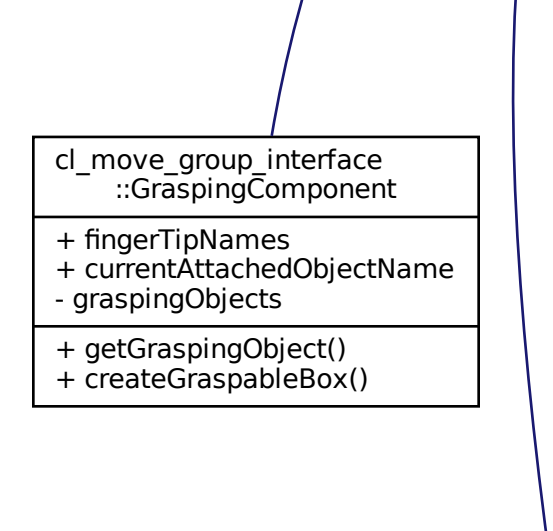 cl_move_group_interface
::GraspingComponent
+ fingerTipNames
+ currentAttachedObjectName
- graspingObjects
+ getGraspingObject()
+ createGraspableBox()